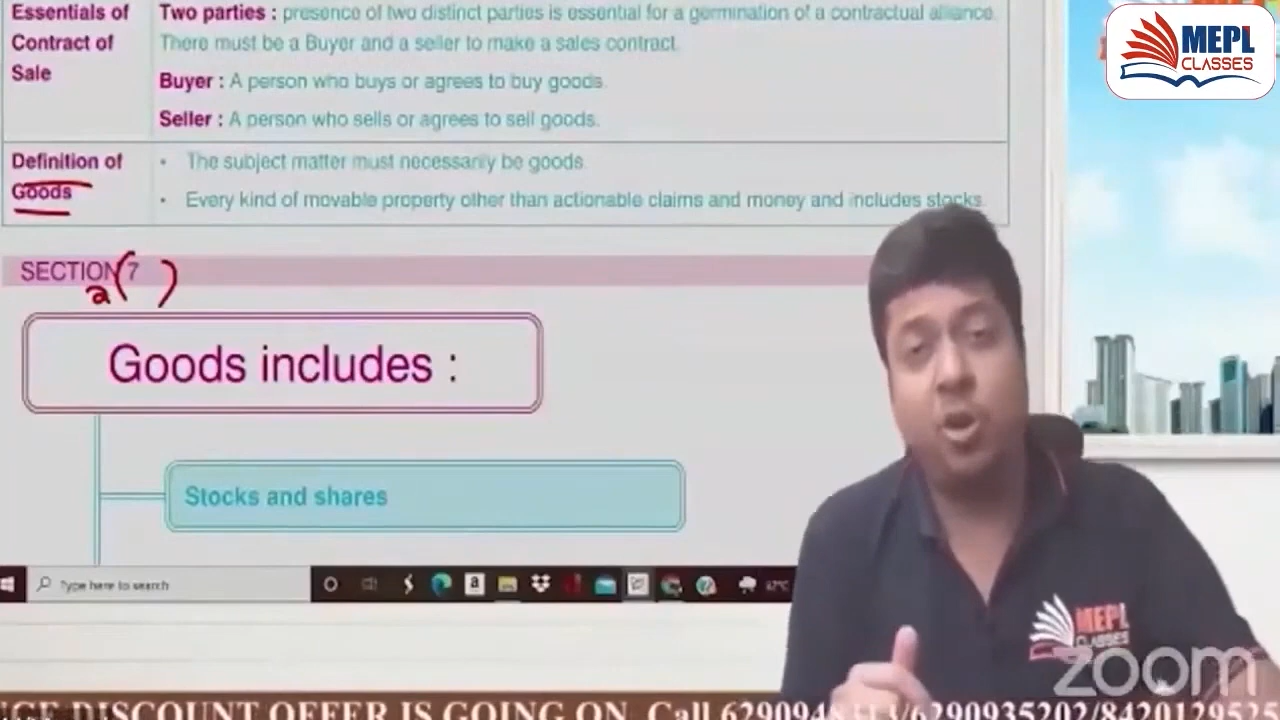 Essentials of
Contract of
Sale
Two parties : presence of two distinct parties is essential for a germination of a contractual alliance.
There must be a Buyer and a seller to make a sales contract.
Buyer : A person who buys or agrees to buy goods.
Seller : A person who sells or agrees to sell goods.
Definition of
Goods
• The subject matter must necessarily be goods.
• Every kind of movable property other than actionable claims and money and includes stocks.
SECTION (7)
2
Goods includes :
Stocks and shares
Type here to search
a
MEPL
CLASSES
MEPL
CLASSES
zoom
DISCOUNT OFFER IS GOING ON. Call /6290935202/8420129525